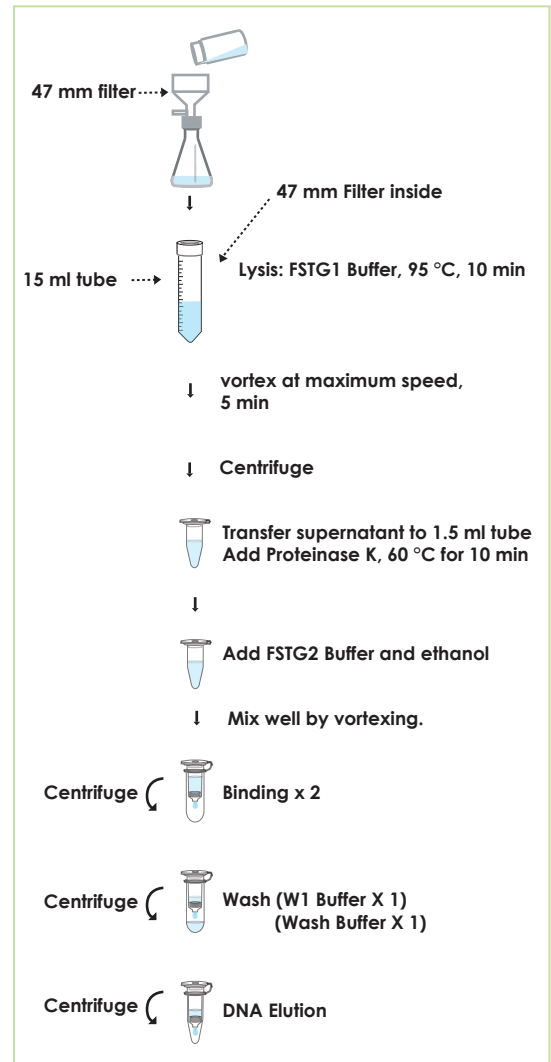 47 mm filter
47 mm Filter inside
15 ml tube
Lysis: FSTG1 Buffer, 95 °C, 10 min
vortex at maximum speed,
5 min
Centrifuge
Transfer supernatant to 1.5 ml tube
Add Proteinase K, 60 °C for 10 min
Add FSTG2 Buffer and ethanol
Mix well by vortexing.
Centrifuge
Binding x 2
Centrifuge
Wash (W1 Buffer X 1)
(Wash Buffer X 1)
Centrifuge
DNA Elution